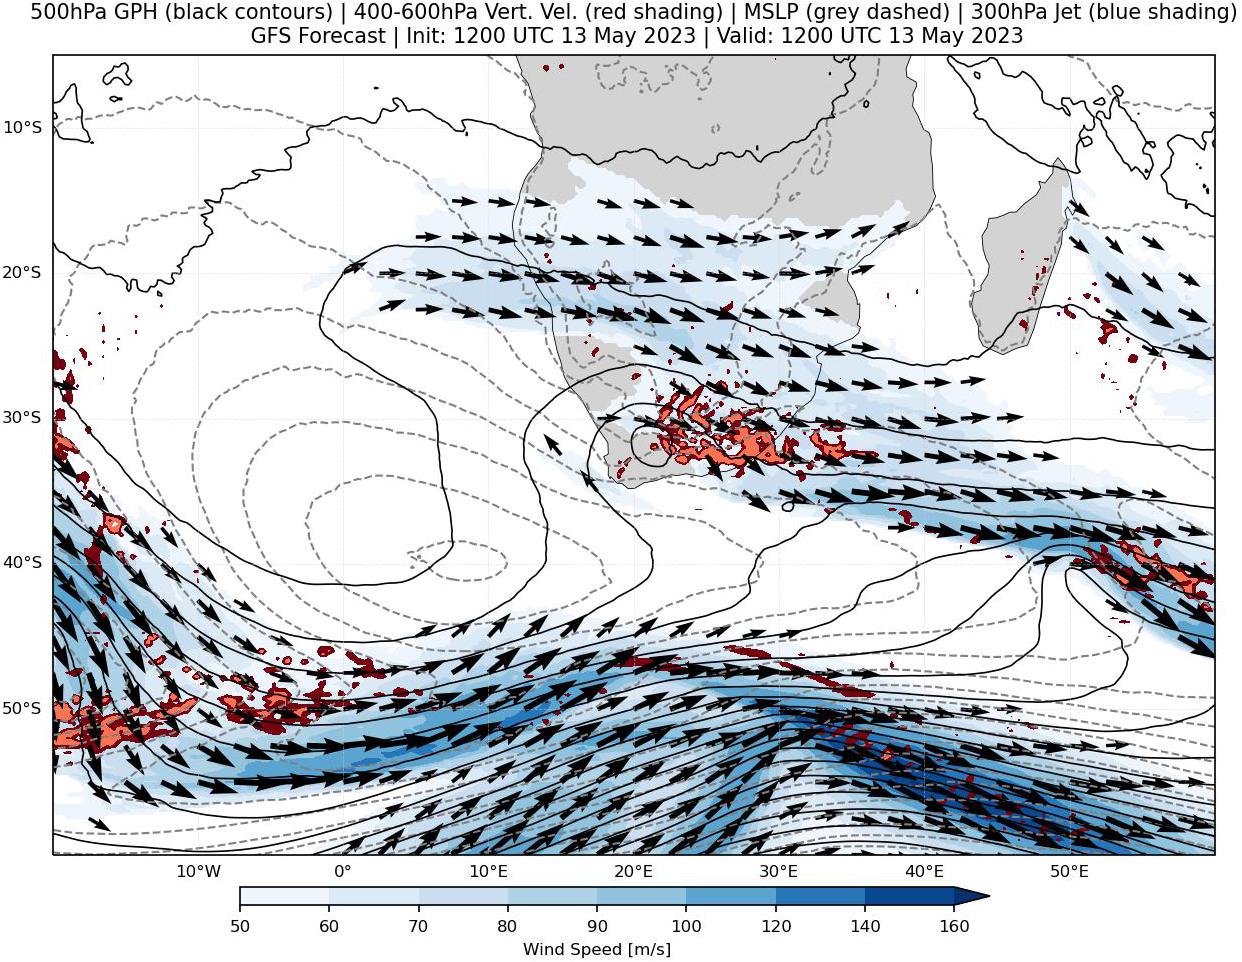 500hPa GPH (black contours) | 400-600hPa Vert. Vel. (red shading) | MSLP (grey dashed) | 300hPa Jet (blue shading)
GFS Forecast | Init: 1200 UTC 13 May 2023 | Valid: 1200 UTC 13 May 2023
10°S
20°S
30°S
40°S
50°S
10°W 0° 10°E 20°E 30°E 40°E 50°E
50 60 70 80 90 100 120 140 160
Wind Speed [m/s]